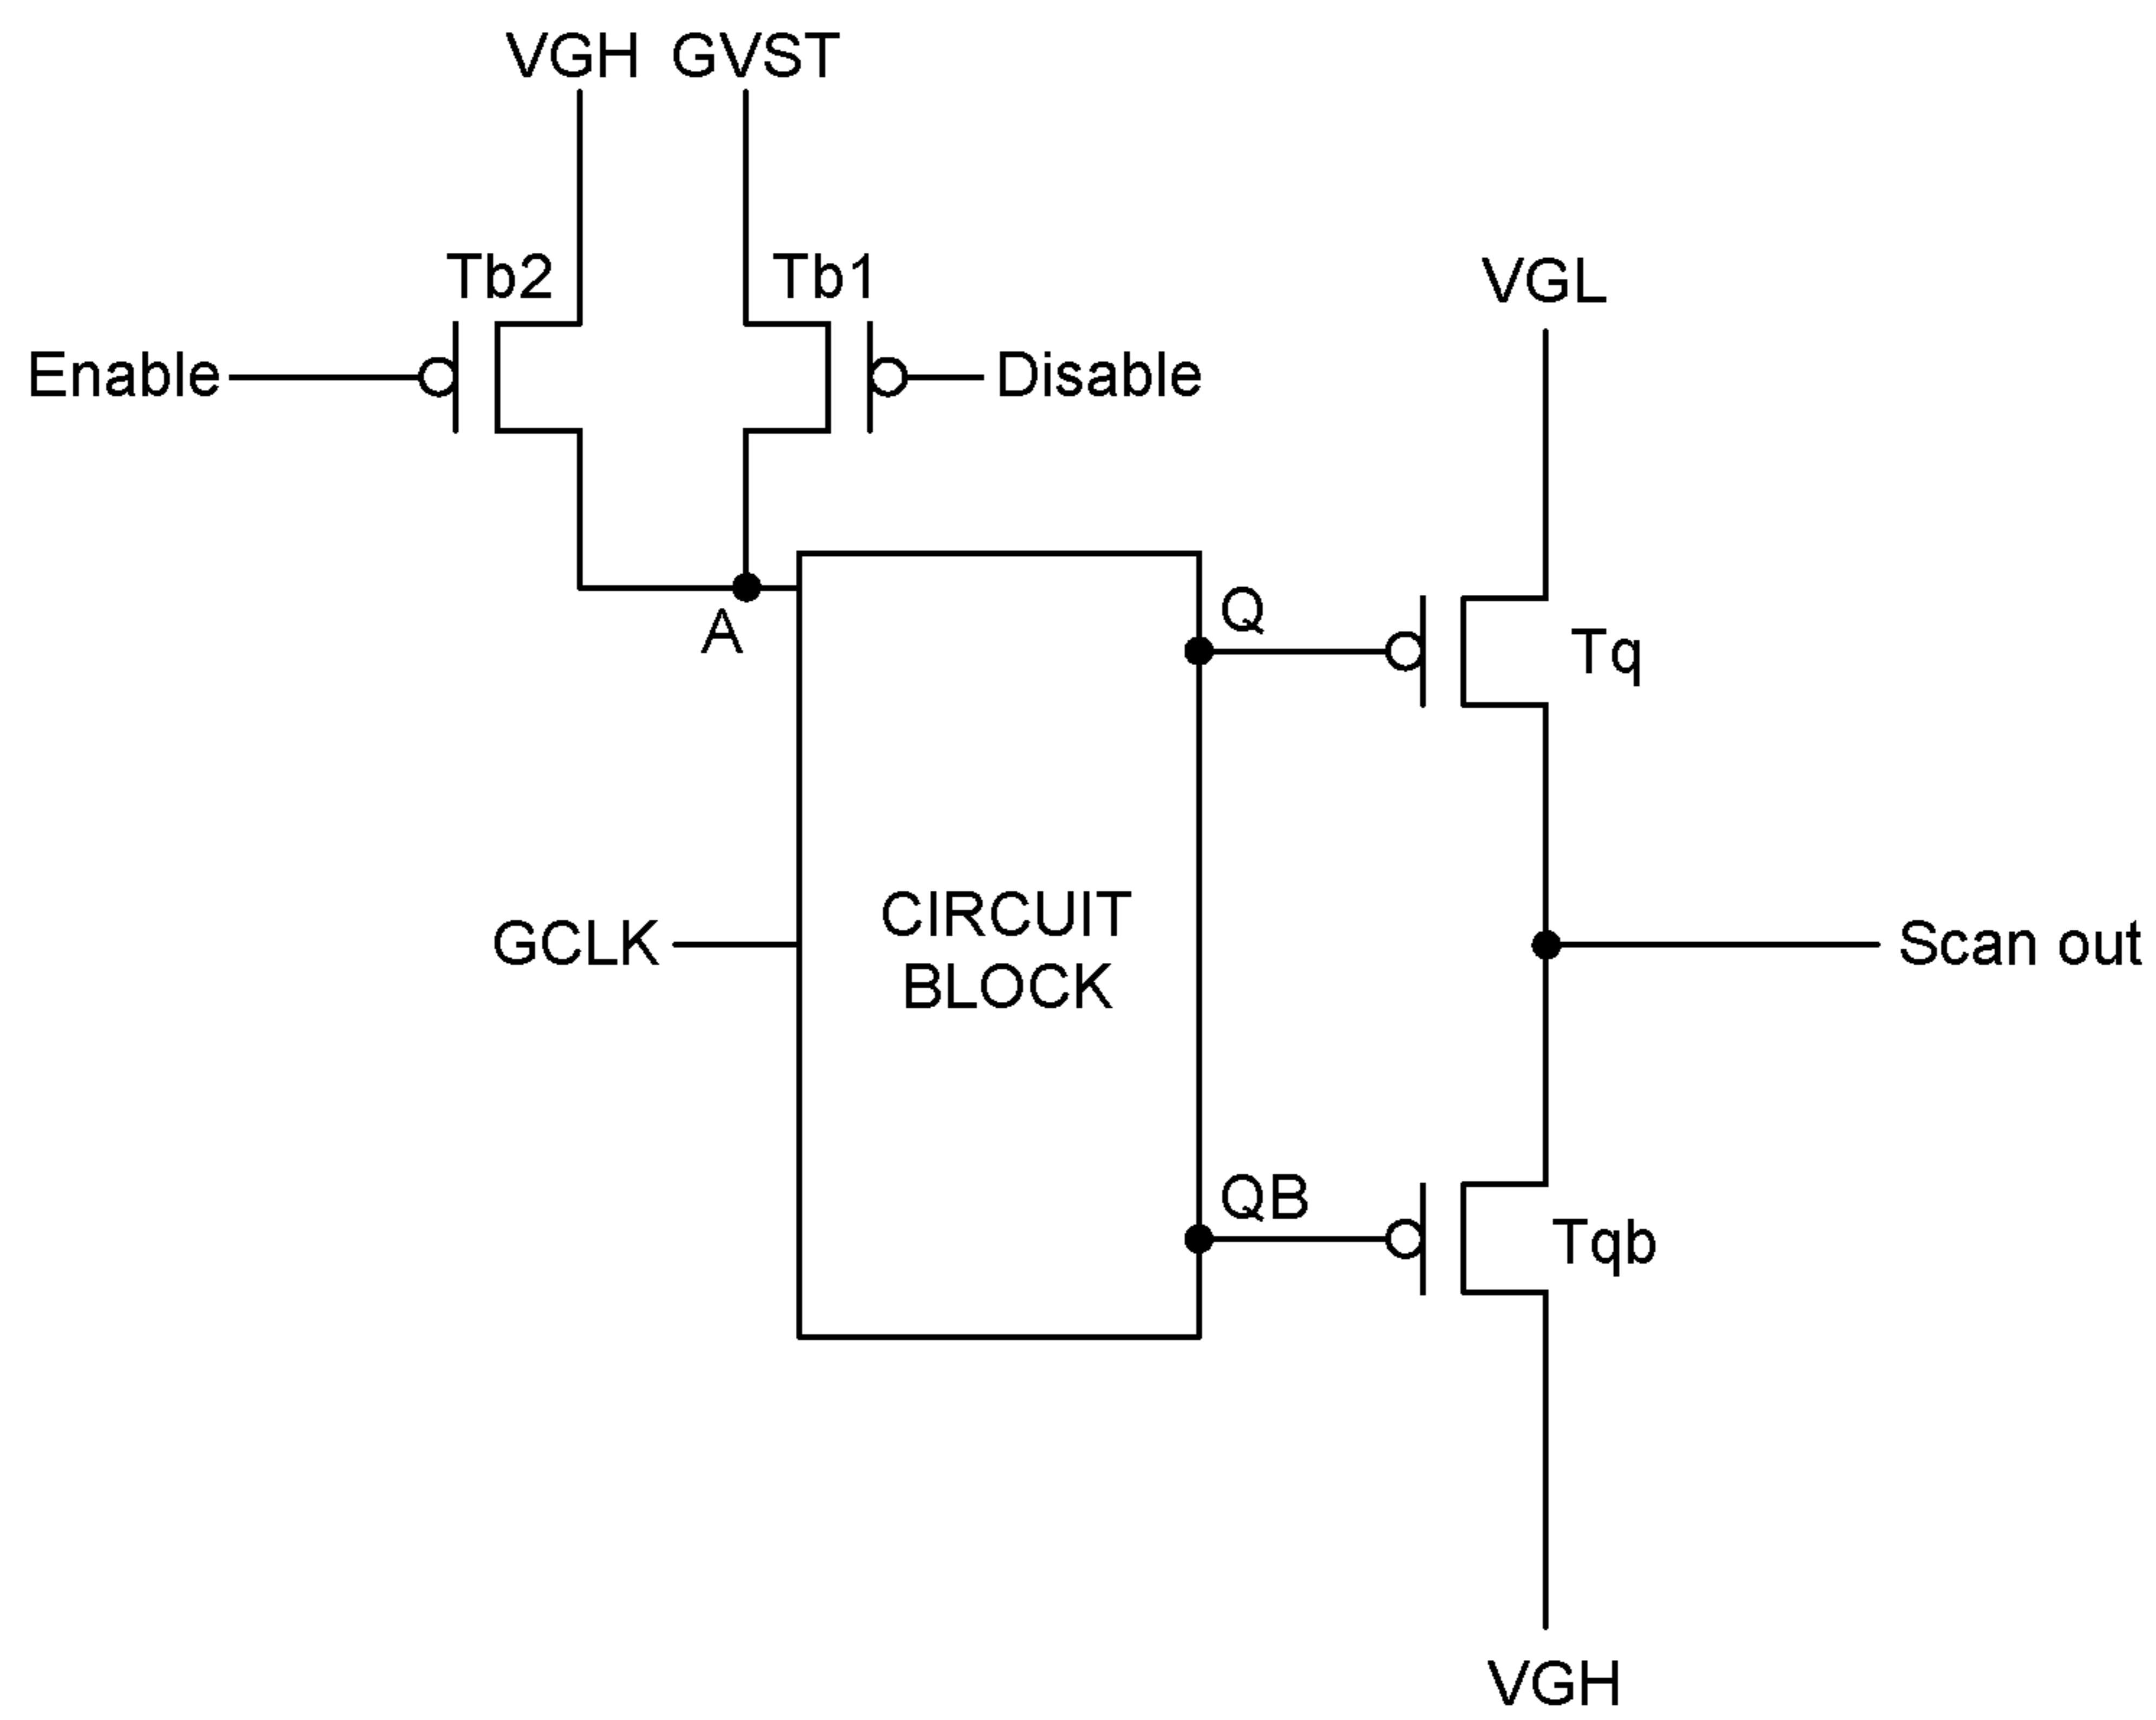 VGH GVST
Tb2 Tb1
VGL
Enable
Disable
A
Q
Tq
CIRCUIT
BLOCK
GCLK
Scan out
QB
Tqb
VGH